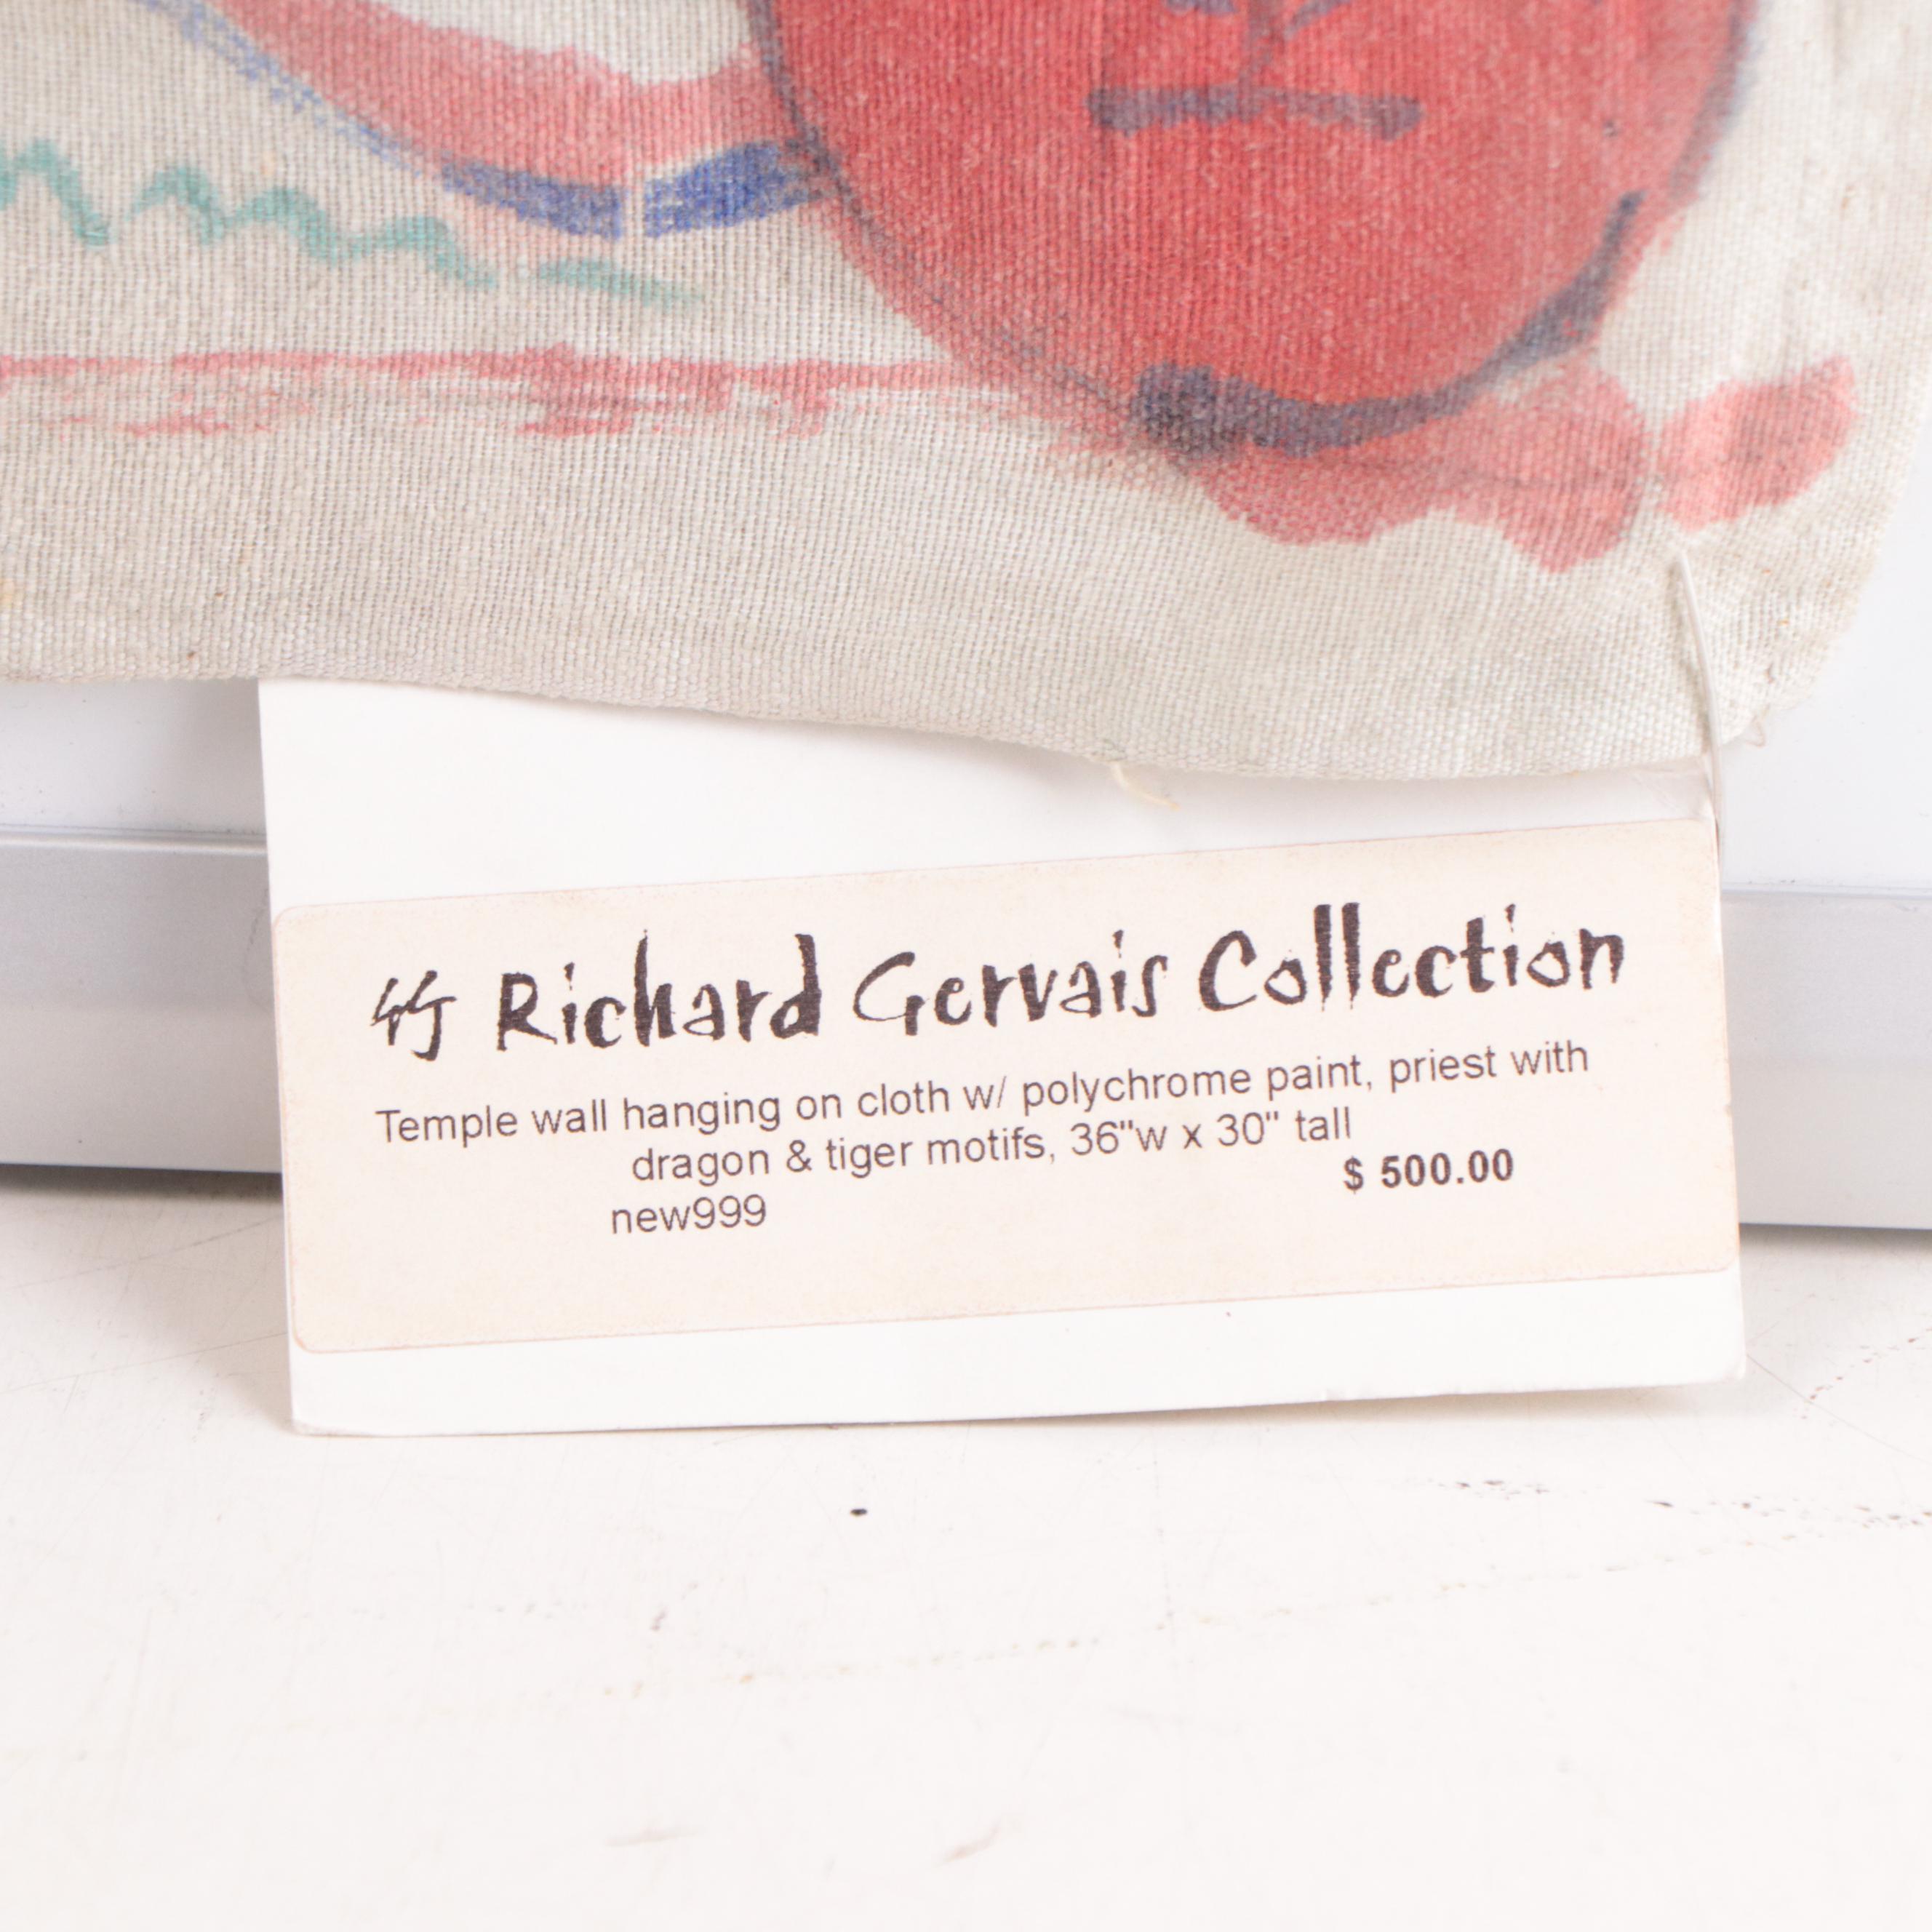 Richard Gervais Collection
Temple wall hanging on cloth w/ polychrome paint, priest with
dragon & tiger motifs, 36"w x 30" tall
$ 500.00
new999